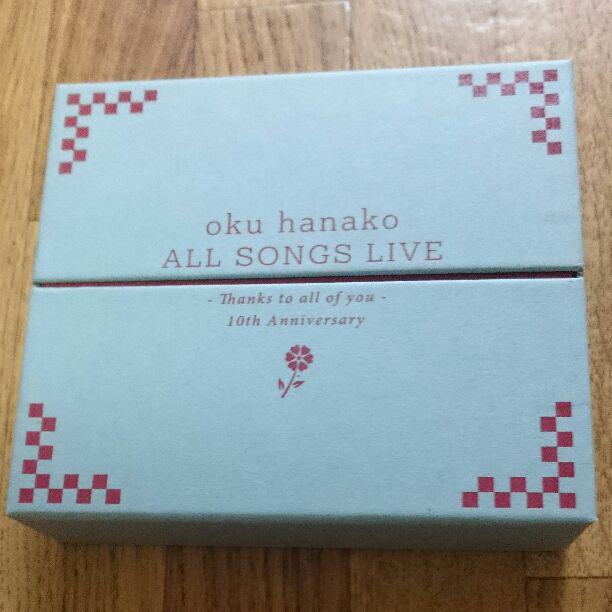 oku hanako
ALL SONGS LIVE
- Thanks to all of you -
10th Anniversary